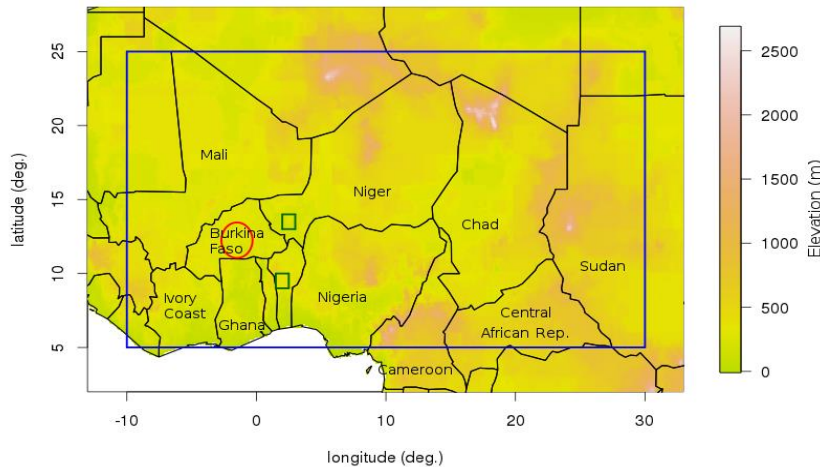 25
20
15
10
5
latitude (deg.)
Mali
Niger
Chad
Burkina
Faso
Sudan
Ivory
Coast
Ghana
Nigeria
Central
African Rep.
Cameroon
-10
0
10
20
30
longitude (deg.)
2500
2000
1500
1000
500
0
Elevation (m)